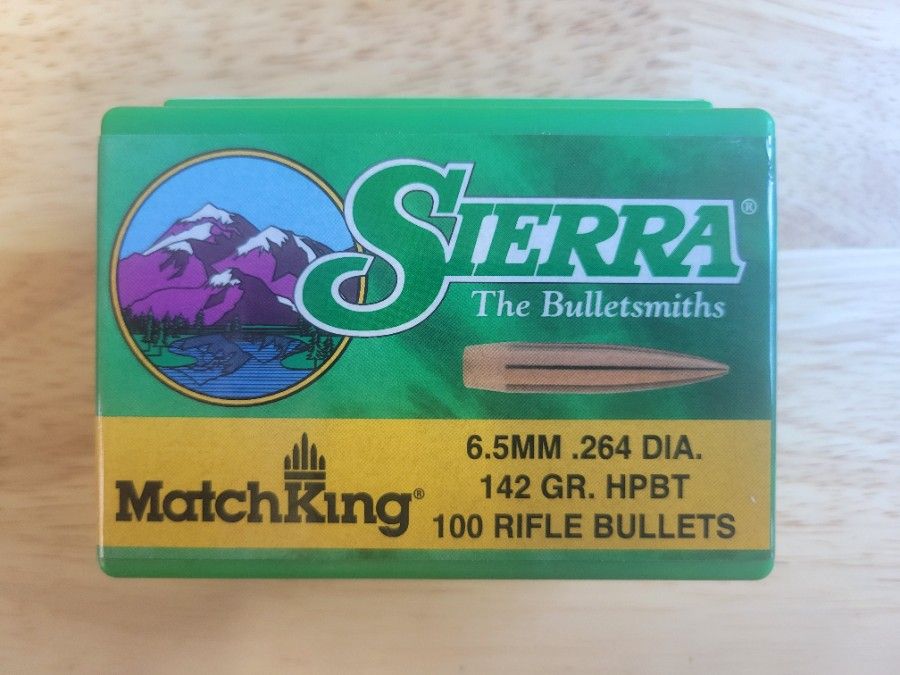 SIERRA®
The Bulletsmiths
6.5MM .264 DIA.
142 GR. HPBT
100 RIFLE BULLETS
MatchKing®